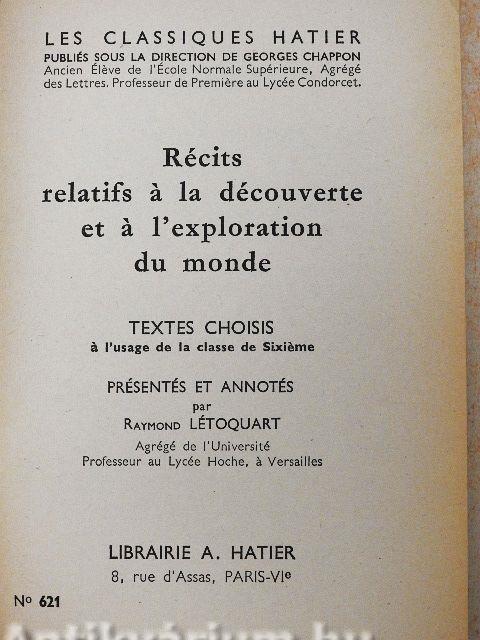 LES CLASSIQUES HATIER
PUBLIÉS SOUS LA DIRECTION DE GEORGES CHAPPON
Ancien Élève de l'École Normale Supérieure, Agrégé
des Lettres. Professeur de Première au Lycée Condorcet.
Récits
relatifs à la découverte
et à l'exploration
du monde
TEXTES CHOISIS
à l'usage de la classe de Sixième
PRÉSENTÉS ET ANNOTÉS
par
RAYMOND LÉTOQUART
Agrégé de l'Université
Professeur au Lycée Hoche, à Versailles
LIBRAIRIE A. HATIER
8, rue d'Assas, PARIS-VIe
No 621
Antikvárium.hu